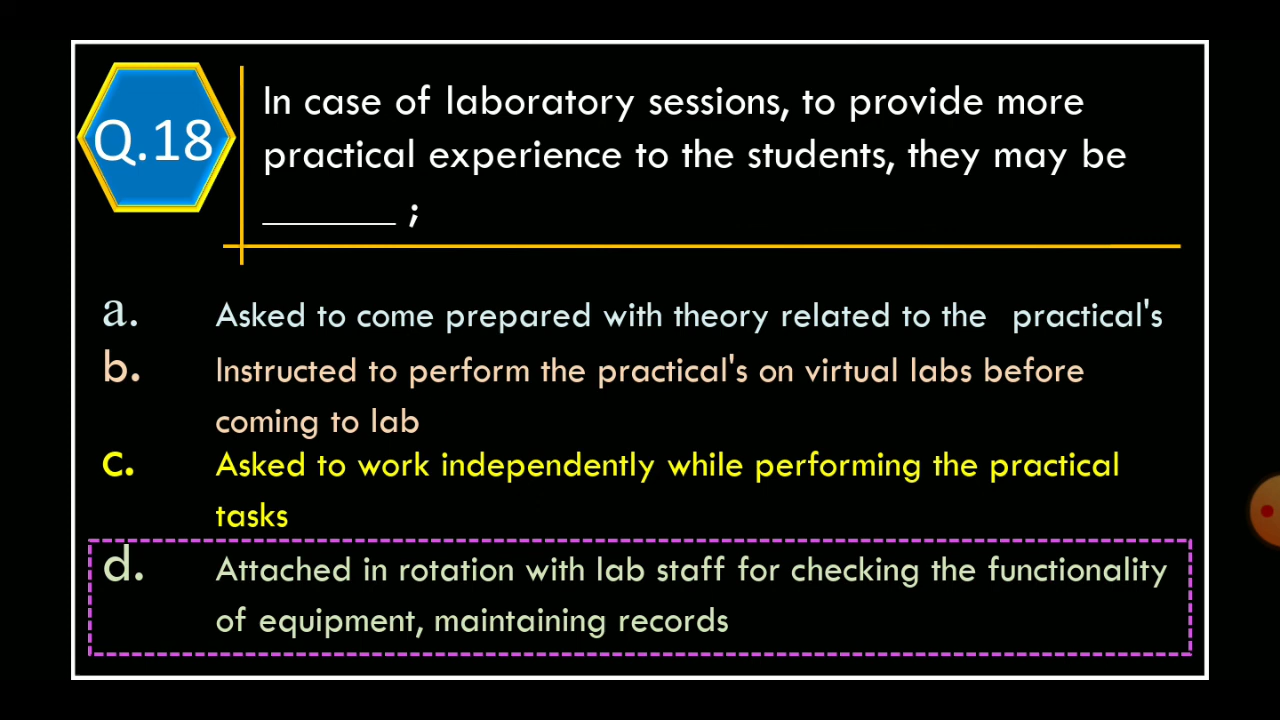 Q.18
In case of laboratory sessions, to provide more
practical experience to the students, they may be
_______ ;
a. Asked to come prepared with theory related to the practical's
b. Instructed to perform the practical's on virtual labs before
coming to lab
c. Asked to work independently while performing the practical
tasks
d. Attached in rotation with lab staff for checking the functionality
of equipment, maintaining records